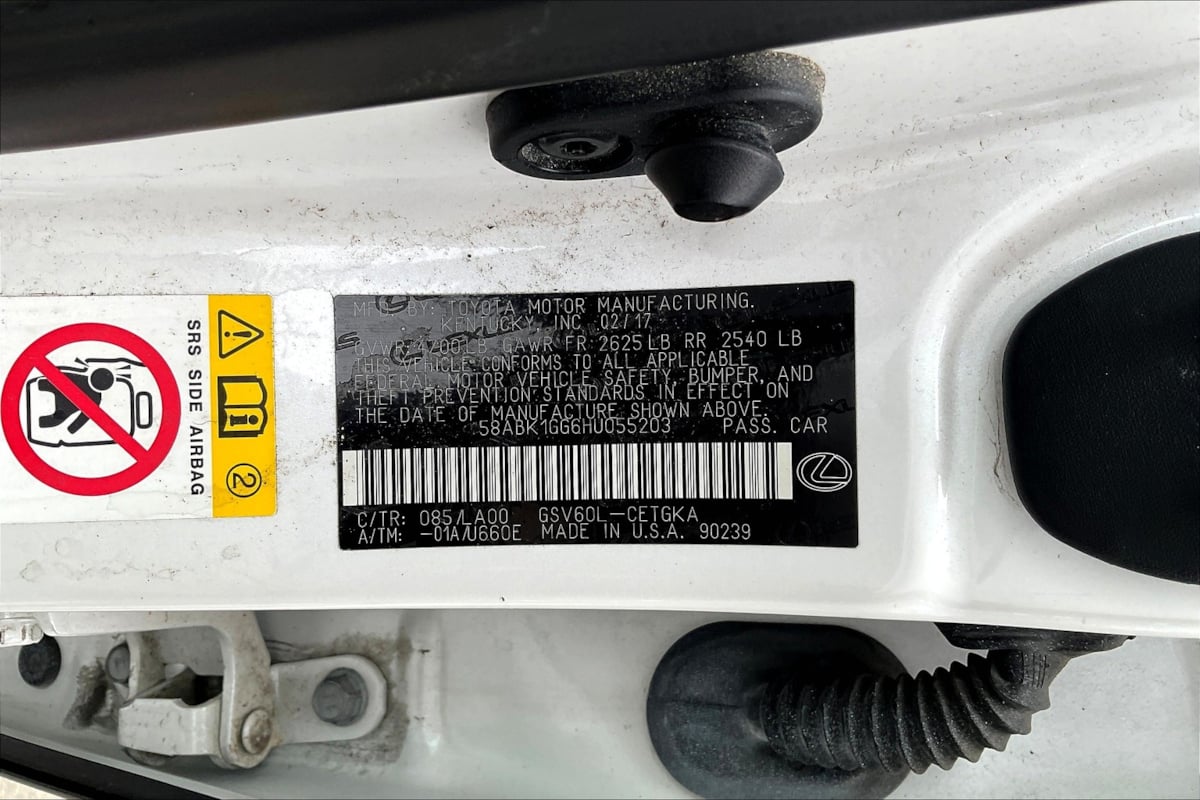 SRS SIDE AIRBAG
2
MFD. BY: TOYOTA MOTOR MANUFACTURING.
KENTUCKY, INC 02/17
GVWR 4700LB GAWR FR 2625 LB RR 2540 LB
THIS VEHICLE CONFORMS TO ALL APPLICABLE
FEDERAL MOTOR VEHICLE SAFETY, BUMPER, AND
THEFT PREVENTION STANDARDS IN EFFECT ON
THE DATE OF MANUFACTURE SHOWN ABOVE.
58ABK1GG6HU055203 PASS. CAR
C/TR: 085/LA00 GSV60L-CETGKA
A/TM: -01A/U660E MADE IN U.S.A. 90239